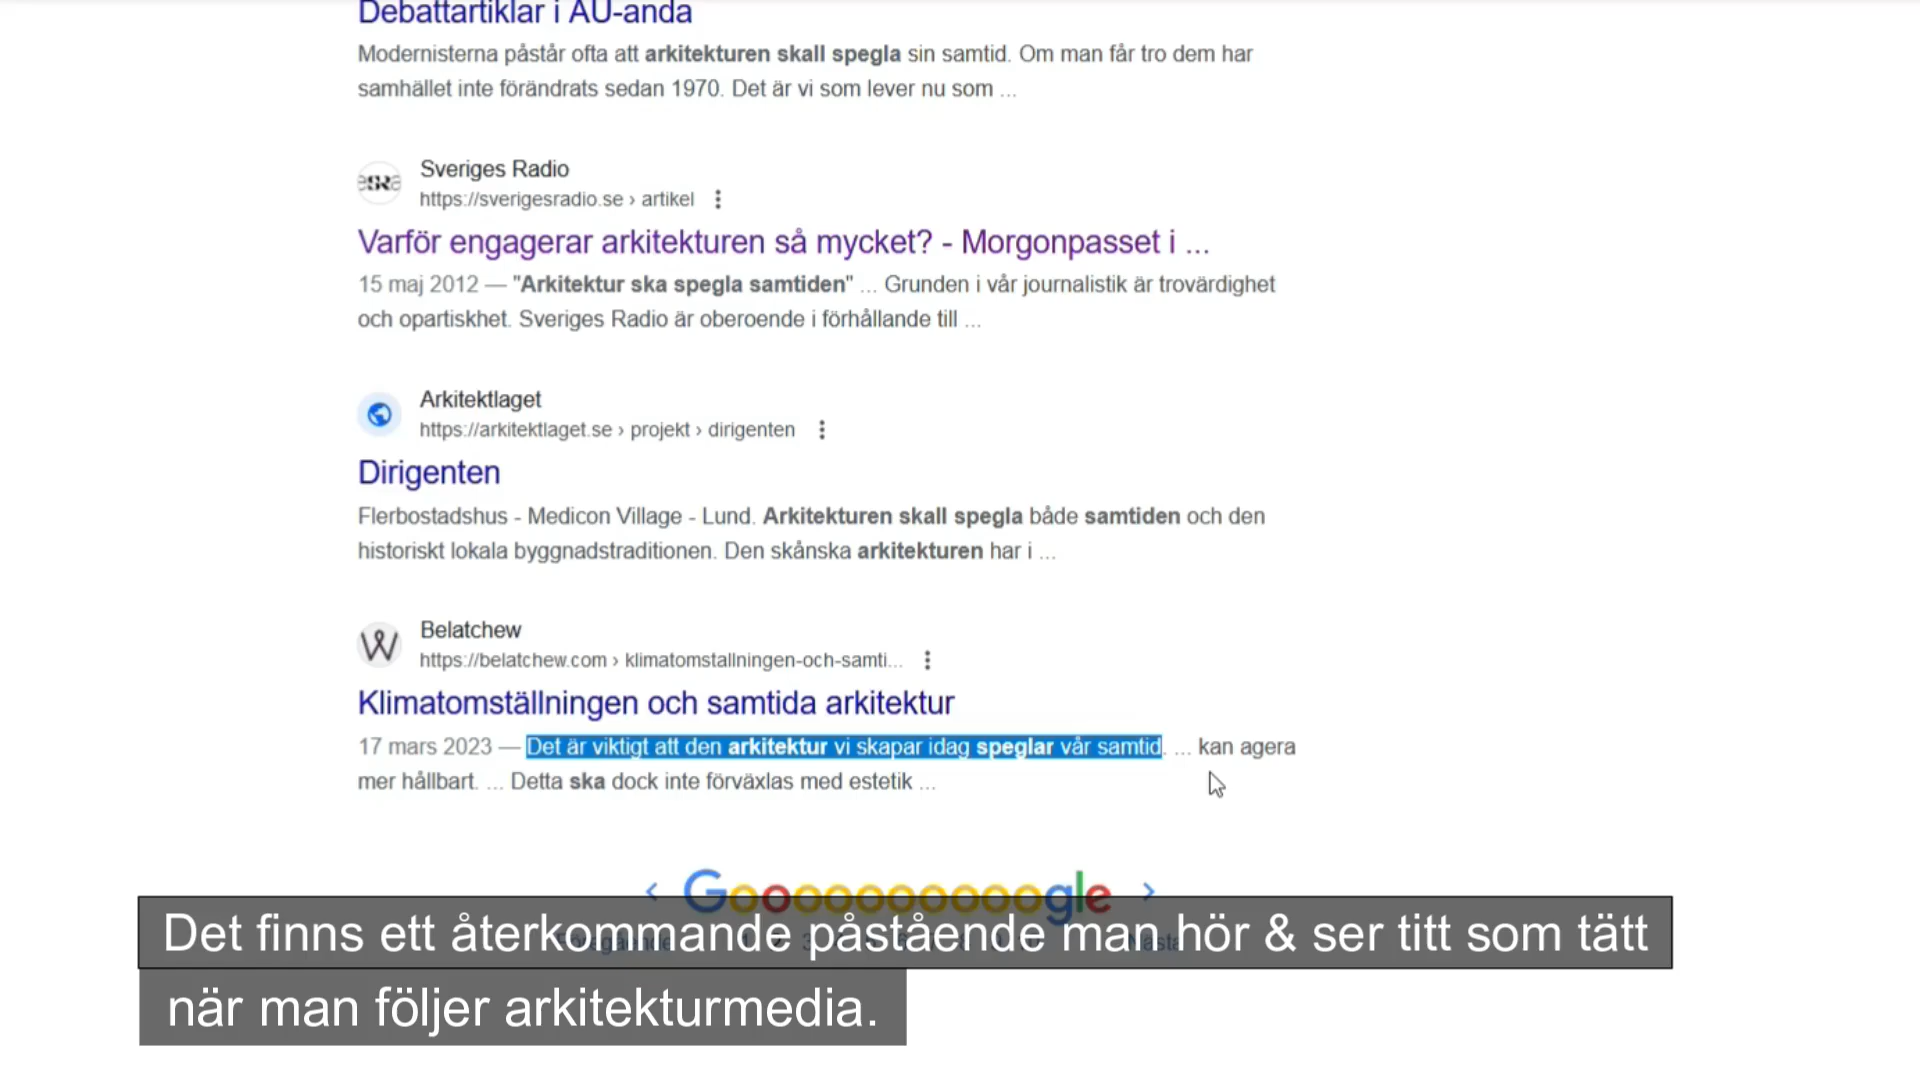 Debattartiklar i AU-anda
Modernisterna påstår ofta att arkitekturen skall spegla sin samtid. Om man får tro dem har
samhället inte förändrats sedan 1970. Det är vi som lever nu som ...
Sveriges Radio
https://sverigesradio.se › artikel
Varför engagerar arkitekturen så mycket? - Morgonpasset i ...
15 maj 2012 — "Arkitektur ska spegla samtiden" ... Grunden i vår journalistik är trovärdighet
och opartiskhet. Sveriges Radio är oberoende i förhållande till ...
Arkitektlaget
https://arkitektlaget.se › projekt › dirigenten
Dirigenten
Flerbostadshus - Medicon Village - Lund. Arkitekturen skall spegla både samtiden och den
historiskt lokala byggnadstraditionen. Den skånska arkitekturen har i ...
Belatchew
https://belatchew.com › klimatomstallningen-och-samti...
Klimatomställningen och samtida arkitektur
17 mars 2023 — Det är viktigt att den arkitektur vi skapar idag speglar vår samtid. ... kan agera
mer hållbart. ... Detta ska dock inte förväxlas med estetik ...
< Goooooooooogle >
Det finns ett återkommande påstående man hör & ser titt som tätt
när man följer arkitekturmedia.